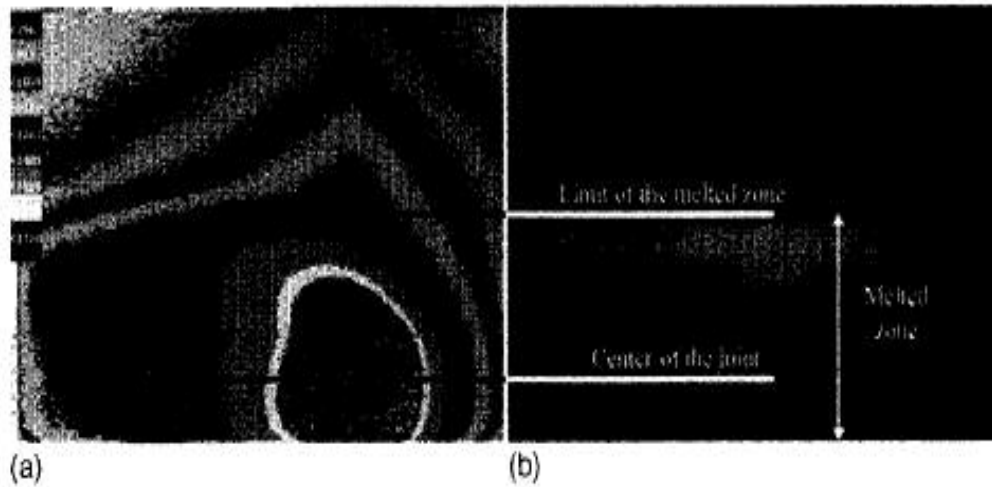 Limit of the melted zone
Melted
Zone
Center of the joint
(a)
(b)